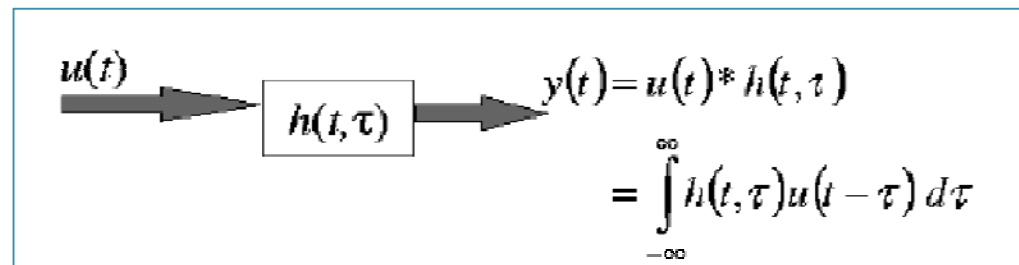 u(t)
h(t,τ)
y(t)= u(t)* h(t,τ)
= ∫_{-∞}^{∞} h(t,τ)u(t − τ) dτ